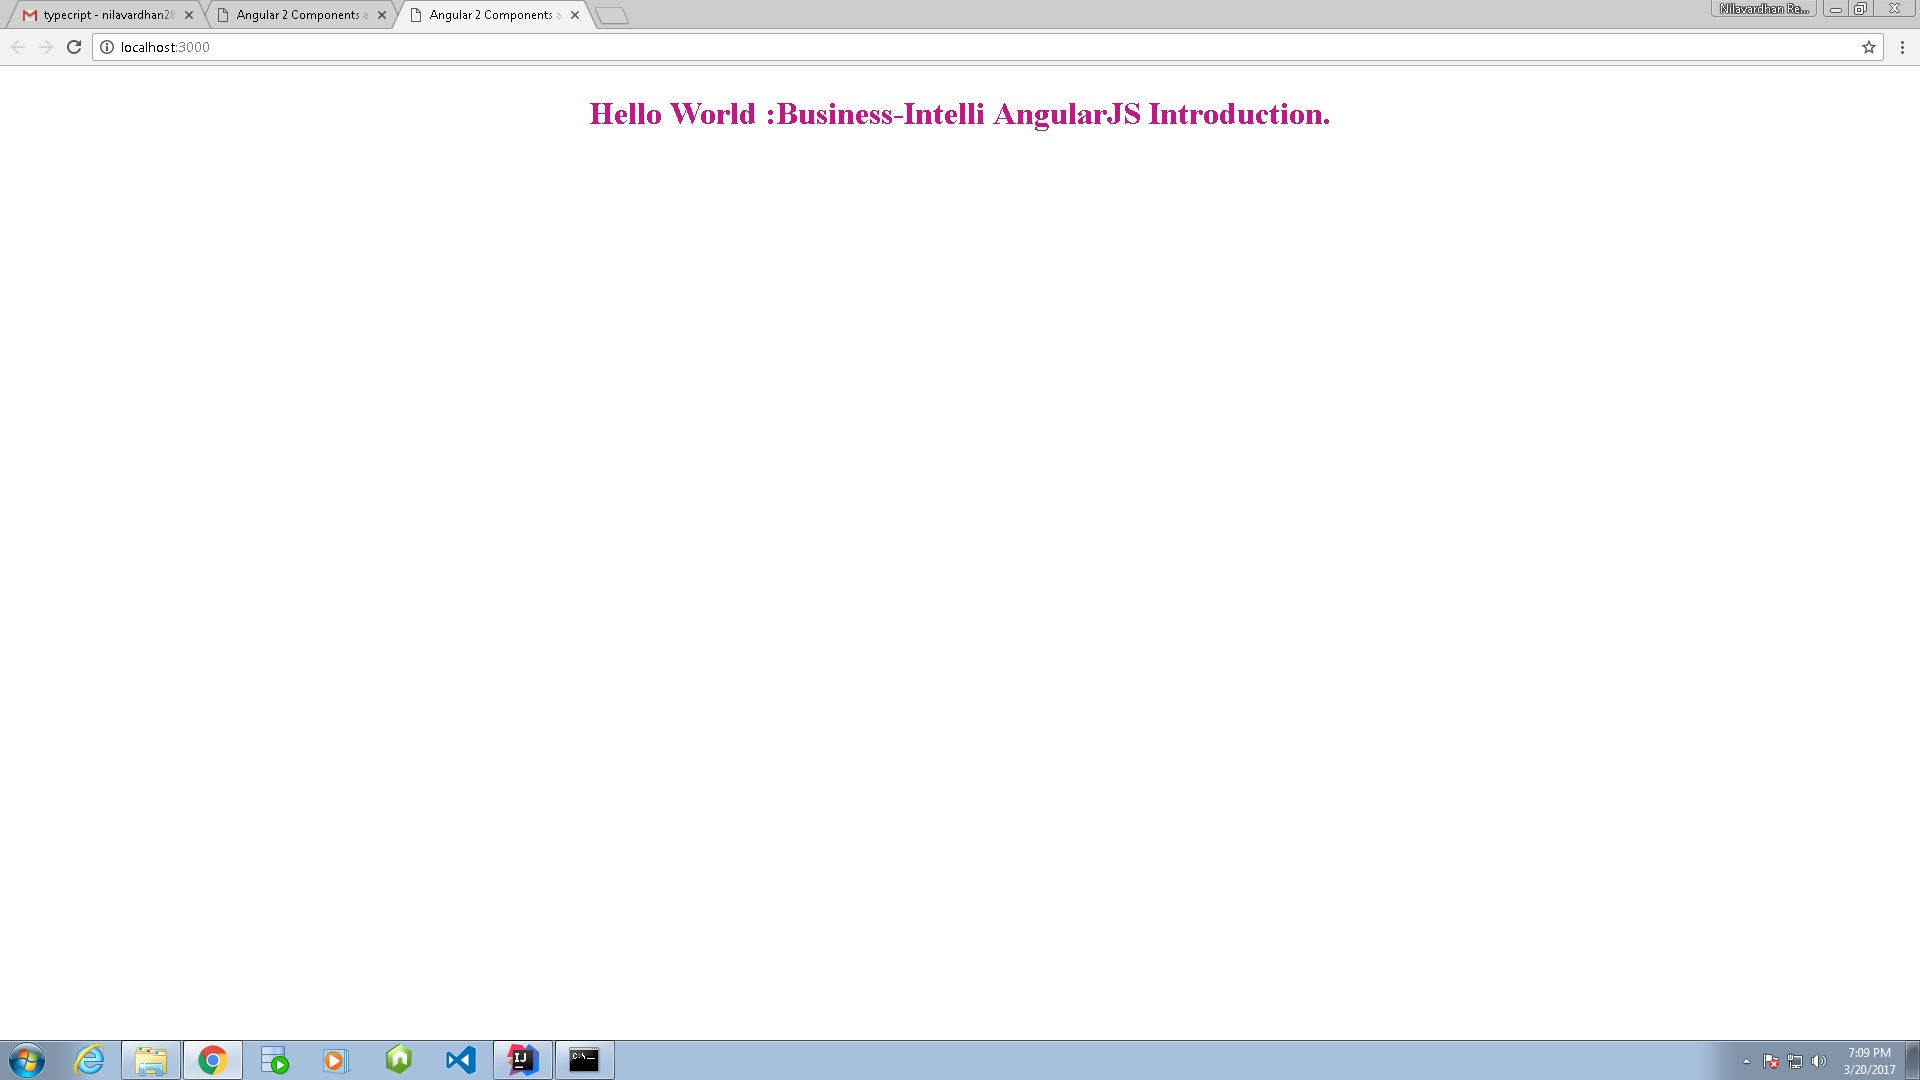 typecript - nilavardhan28
Angular 2 Components a
Angular 2 Components a
Nilavardhan Re...
localhost:3000
Hello World :Business-Intelli AngularJS Introduction.
IJ
C:\._
7:09 PM
3/20/2017